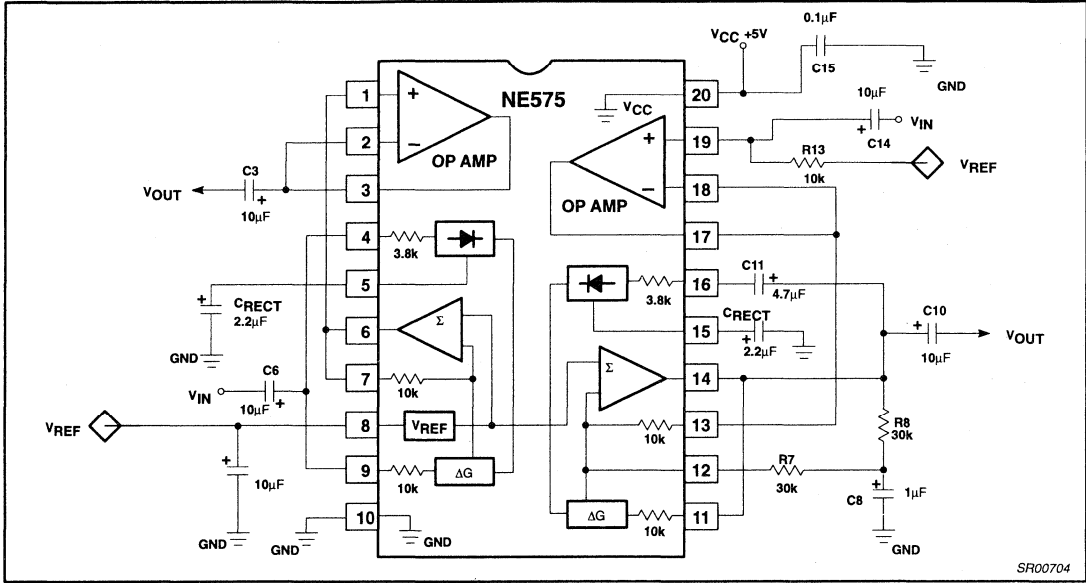 NE575
1
+
−
OP AMP
2
3
VOUT
C3
+
10µF
4
3.8k
5
+
CRECT
2.2µF
GND
6
Σ
7
10k
VIN
C6
10µF
+
VREF
8
VREF
9
10k
ΔG
+
10µF
GND
10
GND
GND
VCC +5V
0.1µF
C15
GND
20
VCC
10µF
+
C14
VIN
19
+
−
OP AMP
R13
10k
VREF
18
17
16
3.8k
C11
+
4.7µF
15
CRECT
+
2.2µF
C10
+
10µF
VOUT
14
Σ
13
10k
R8
30k
12
R7
30k
11
ΔG
10k
+
C8
1µF
GND
SR00704